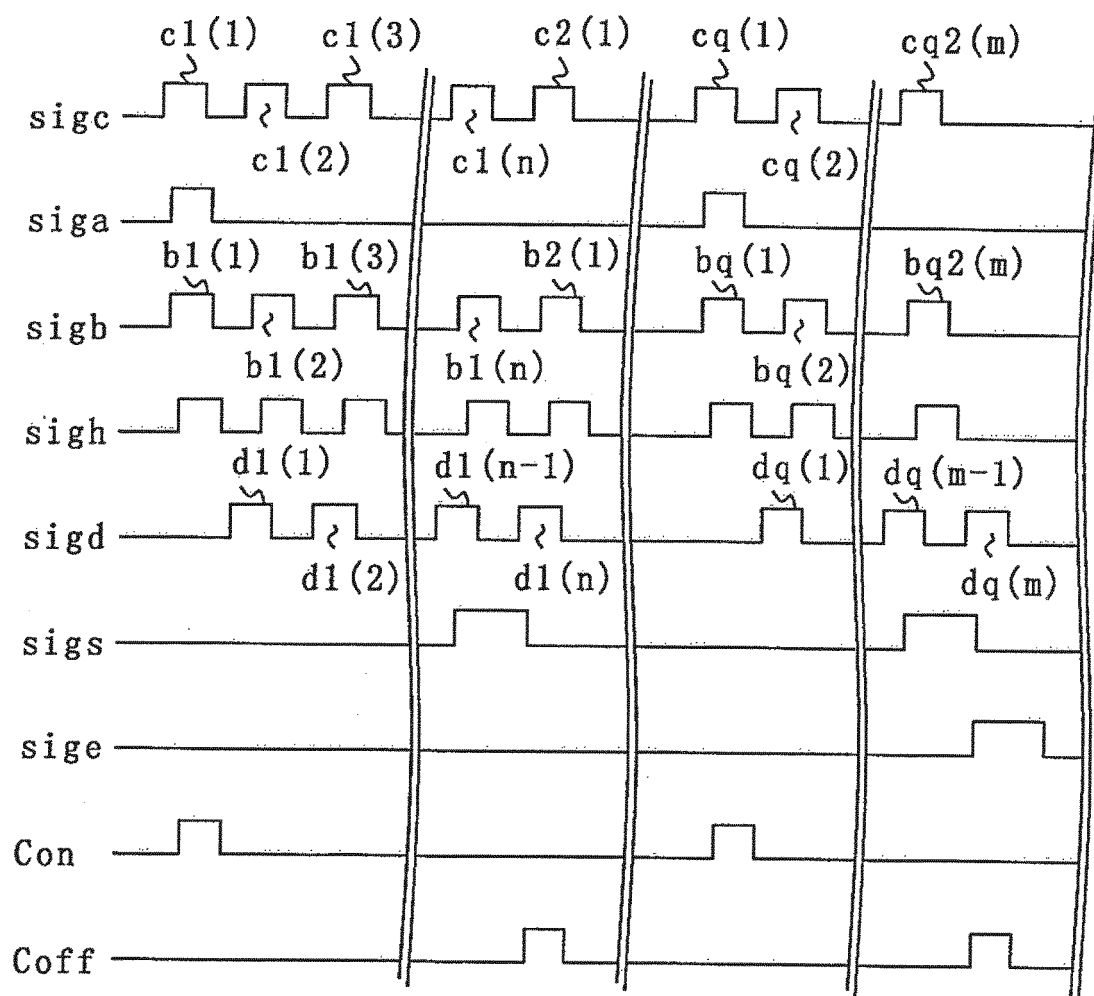 c1(1) c1(3) c2(1) cq(1) cq2(m)
sigc
c1(2) c1(n) cq(2)
siga
b1(1) b1(3) b2(1) bq(1) bq2(m)
sigb
b1(2) b1(n) bq(2)
sigh
d1(1) d1(n-1) dq(1) dq(m-1)
sigd
d1(2) d1(n) dq(m)
sigs
sige
Con
Coff